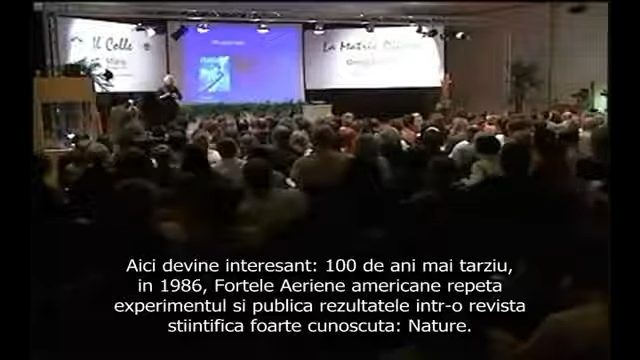 Il Colle
La Matrix Divina
Aici devine interesant: 100 de ani mai tarziu,
in 1986, Fortele Aeriene americane repeta
experimentul si publica rezultatele intr-o revista
stiintifica foarte cunoscuta: Nature.